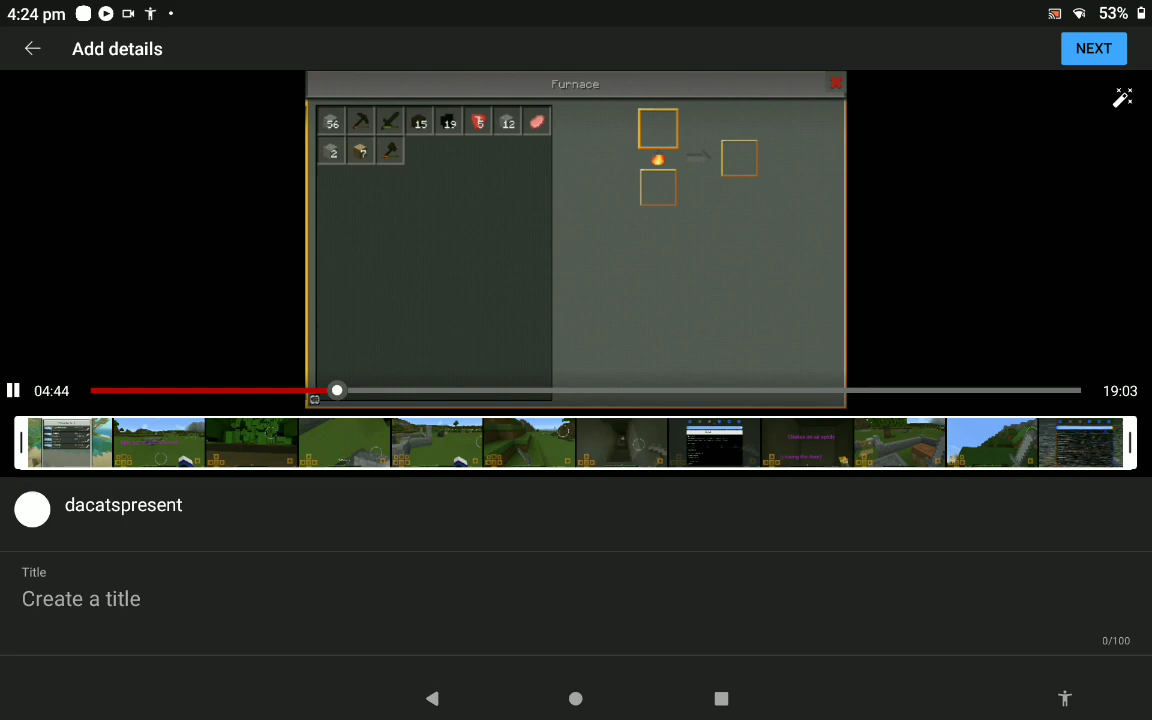 4:24 pm
53%
Add details
NEXT
Furnace
56
15
19
5
12
2
7
04:44
19:03
dacatspresent
Title
Create a title
0/100